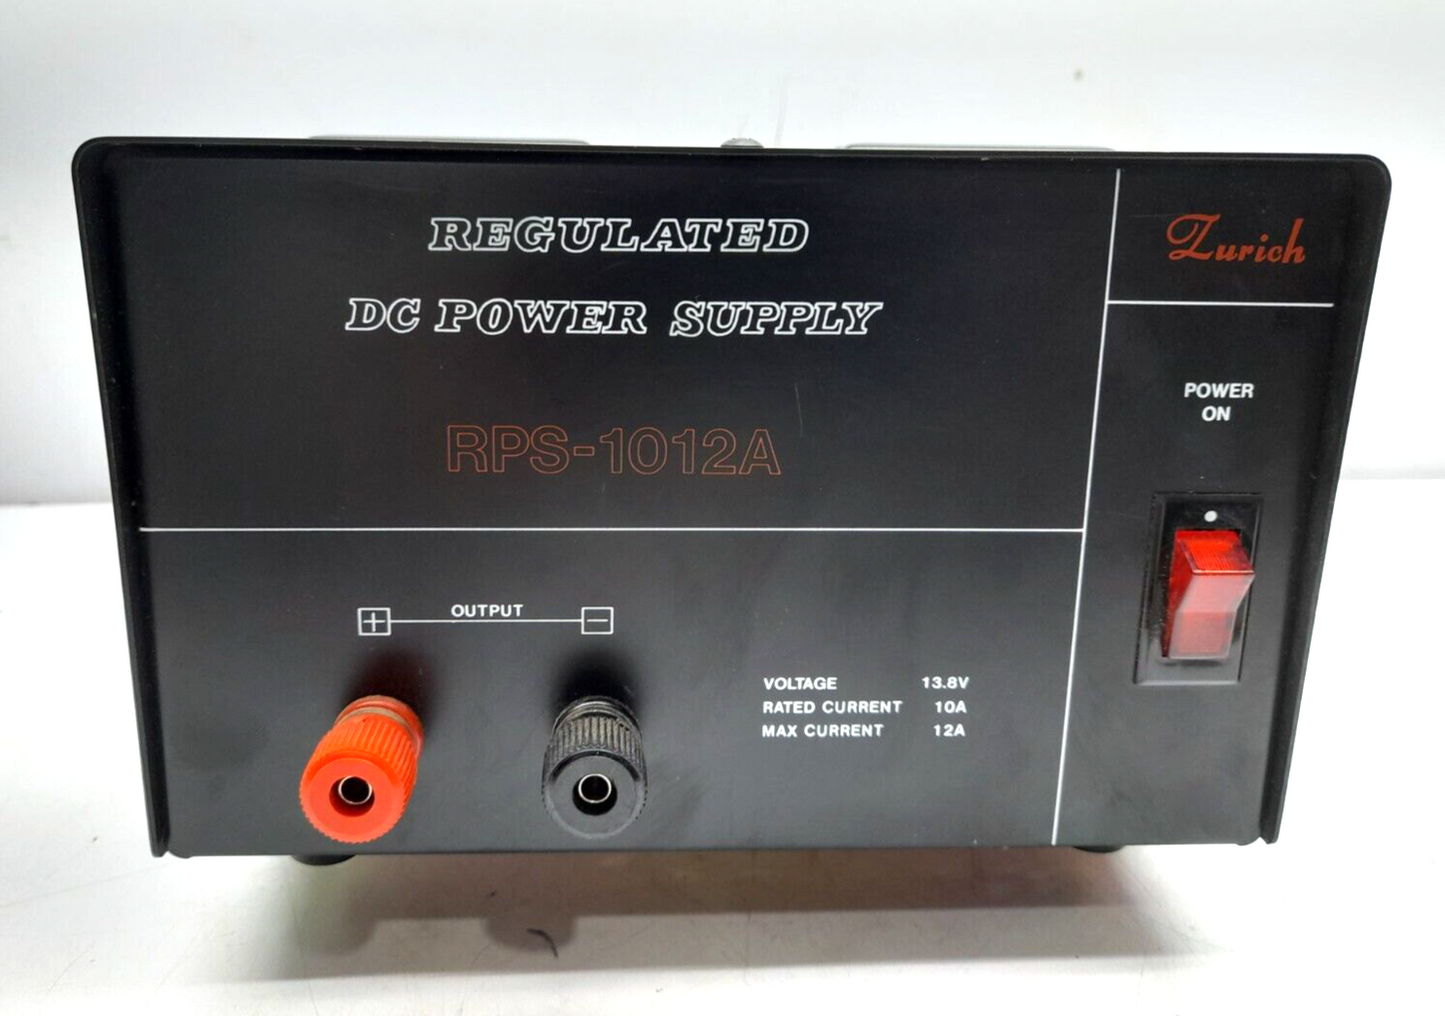 REGULATED
DC POWER SUPPLY
RPS-1012A
Zurich
POWER
ON
+ OUTPUT −
VOLTAGE 13.8V
RATED CURRENT 10A
MAX CURRENT 12A